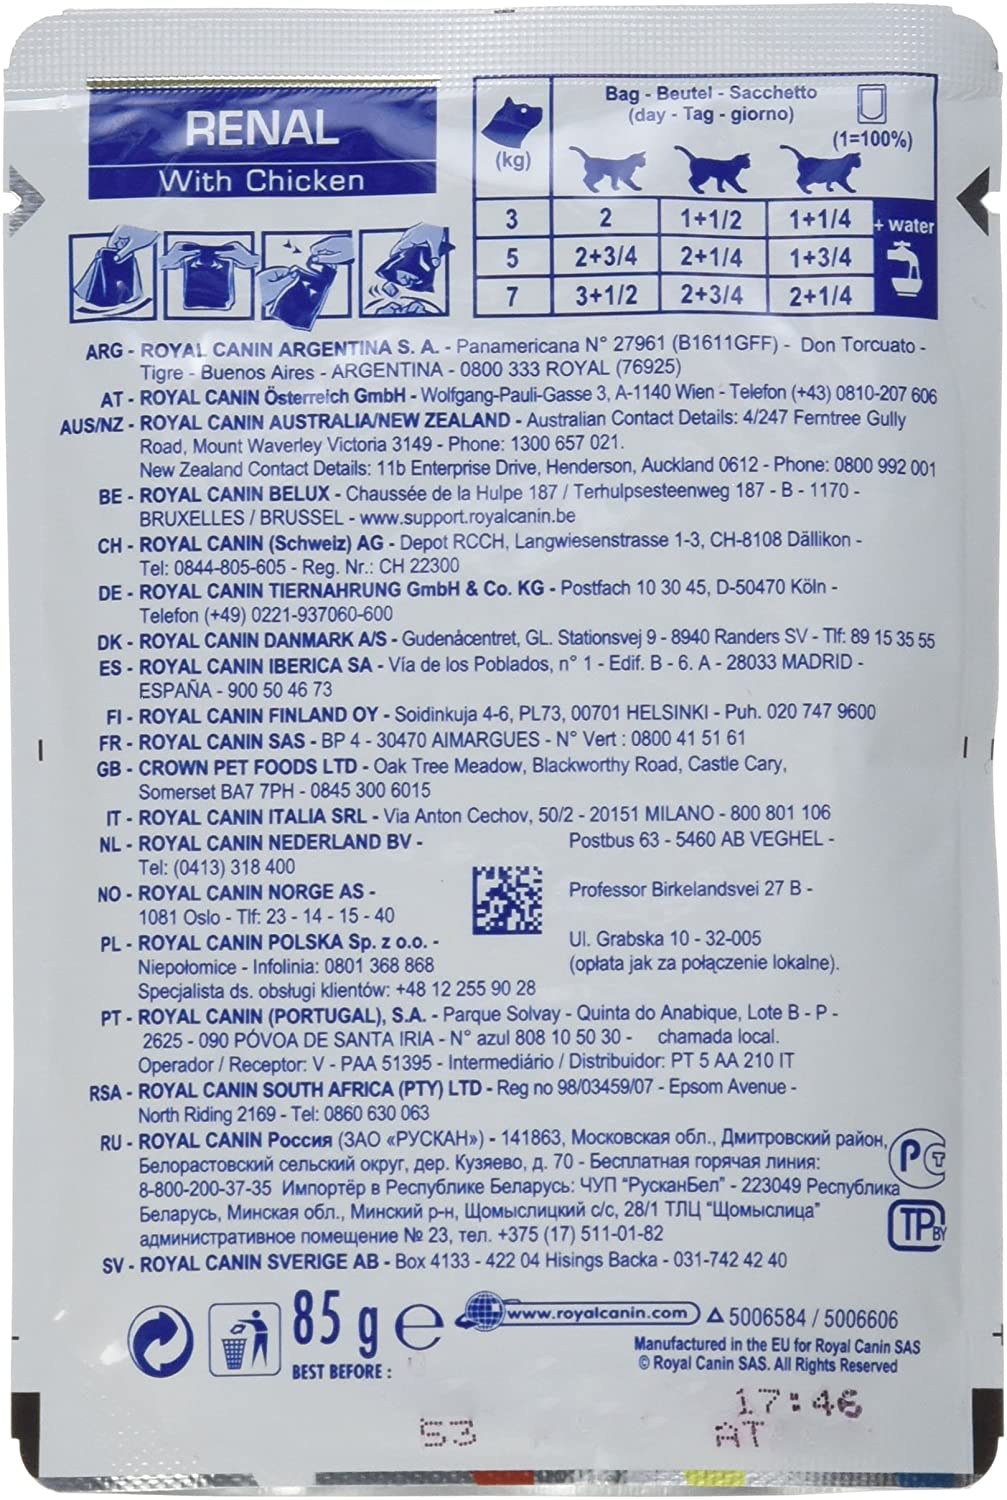 RENAL
With Chicken
(kg)
Bag - Beutel - Sacchetto
(day - Tag - giorno)
(1=100%)
3 2 1+1/2 1+1/4
+ water
5 2+3/4 2+1/4 1+3/4
7 3+1/2 2+3/4 2+1/4
ARG - ROYAL CANIN ARGENTINA S. A. - Panamericana N° 27961 (B1611GFF) - Don Torcuato -
Tigre - Buenos Aires - ARGENTINA - 0800 333 ROYAL (76925)
AT - ROYAL CANIN Österreich GmbH - Wolfgang-Pauli-Gasse 3, A-1140 Wien - Telefon (+43) 0810-207 606
AUS/NZ - ROYAL CANIN AUSTRALIA/NEW ZEALAND - Australian Contact Details: 4/247 Ferntree Gully
Road, Mount Waverley Victoria 3149 - Phone: 1300 657 021.
New Zealand Contact Details: 11b Enterprise Drive, Henderson, Auckland 0612 - Phone: 0800 992 001
BE - ROYAL CANIN BELUX - Chaussée de la Hulpe 187 / Terhulpsesteenweg 187 - B - 1170 -
BRUXELLES / BRUSSEL - www.support.royalcanin.be
CH - ROYAL CANIN (Schweiz) AG - Depot RCCH, Langwiesenstrasse 1-3, CH-8108 Dällikon -
Tel: 0844-805-605 - Reg. Nr.: CH 22300
DE - ROYAL CANIN TIERNAHRUNG GmbH & Co. KG - Postfach 10 30 45, D-50470 Köln -
Telefon (+49) 0221-937060-600
DK - ROYAL CANIN DANMARK A/S - Gudenåcentret, GL. Stationsvej 9 - 8940 Randers SV - Tlf: 89 15 35 55
ES - ROYAL CANIN IBERICA SA - Vía de los Poblados, n° 1 - Edif. B - 6. A - 28033 MADRID -
ESPAÑA - 900 50 46 73
FI - ROYAL CANIN FINLAND OY - Soidinkuja 4-6, PL73, 00701 HELSINKI - Puh. 020 747 9600
FR - ROYAL CANIN SAS - BP 4 - 30470 AIMARGUES - N° Vert : 0800 41 51 61
GB - CROWN PET FOODS LTD - Oak Tree Meadow, Blackworthy Road, Castle Cary,
Somerset BA7 7PH - 0845 300 6015
IT - ROYAL CANIN ITALIA SRL - Via Anton Cechov, 50/2 - 20151 MILANO - 800 801 106
NL - ROYAL CANIN NEDERLAND BV - Postbus 63 - 5460 AB VEGHEL -
Tel: (0413) 318 400
NO - ROYAL CANIN NORGE AS - Professor Birkelandsvei 27 B -
1081 Oslo - Tlf: 23 - 14 - 15 - 40
PL - ROYAL CANIN POLSKA Sp. z o.o. - Ul. Grabska 10 - 32-005
Niepołomice - Infolinia: 0801 368 868 (opłata jak za połączenie lokalne).
Specjalista ds. obsługi klientów: +48 12 255 90 28
PT - ROYAL CANIN (PORTUGAL), S.A. - Parque Solvay - Quinta do Anabique, Lote B - P -
2625 - 090 PÓVOA DE SANTA IRIA - N° azul 808 10 50 30 - chamada local.
Operador / Receptor: V - PAA 51395 - Intermediário / Distribuidor: PT 5 AA 210 IT
RSA - ROYAL CANIN SOUTH AFRICA (PTY) LTD - Reg no 98/03459/07 - Epsom Avenue -
North Riding 2169 - Tel: 0860 630 063
RU - ROYAL CANIN Россия (ЗАО «РУСКАН») - 141863, Московская обл., Дмитровский район,
Белорастовский сельский округ, дер. Кузяево, д. 70 - Бесплатная горячая линия:
8-800-200-37-35 Импортёр в Республике Беларусь: ЧУП "РусканБел" - 223049 Республика
Беларусь, Минская обл., Минский р-н, Щомыслицкий с/с, 28/1 ТЛЦ "Щомыслица"
административное помещение № 23, тел. +375 (17) 511-01-82
РСТ
TP BY
SV - ROYAL CANIN SVERIGE AB - Box 4133 - 422 04 Hisings Backa - 031-742 42 40
85 g e
BEST BEFORE :
www.royalcanin.com
5006584 / 5006606
Manufactured in the EU for Royal Canin SAS
© Royal Canin SAS. All Rights Reserved
17:46
53
AT